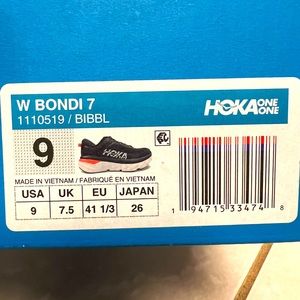 W BONDI 7
1110519 / BIBBL
HOKA ONE ONE
9
HOKA
MADE IN VIETNAM / FABRIQUÉ EN VIETNAM
USA UK EU JAPAN
9 7.5 41 1/3 26
1 94715 33474 8